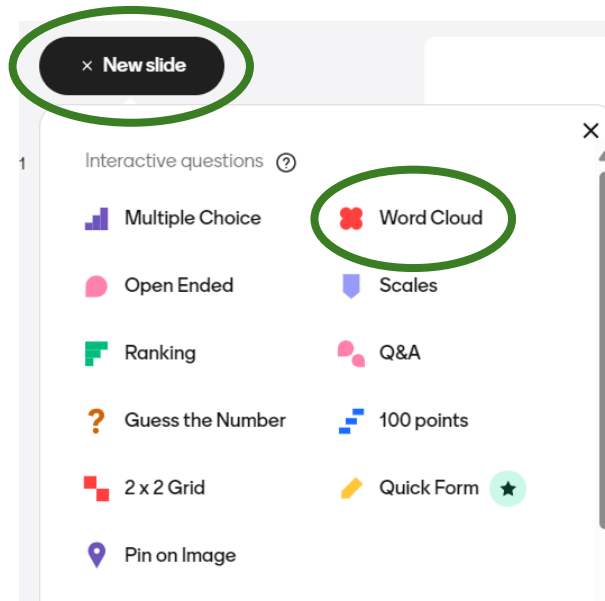 × New slide
1
Interactive questions ?
Multiple Choice
Word Cloud
Open Ended
Scales
Ranking
Q&A
Guess the Number
100 points
2 x 2 Grid
Quick Form
Pin on Image